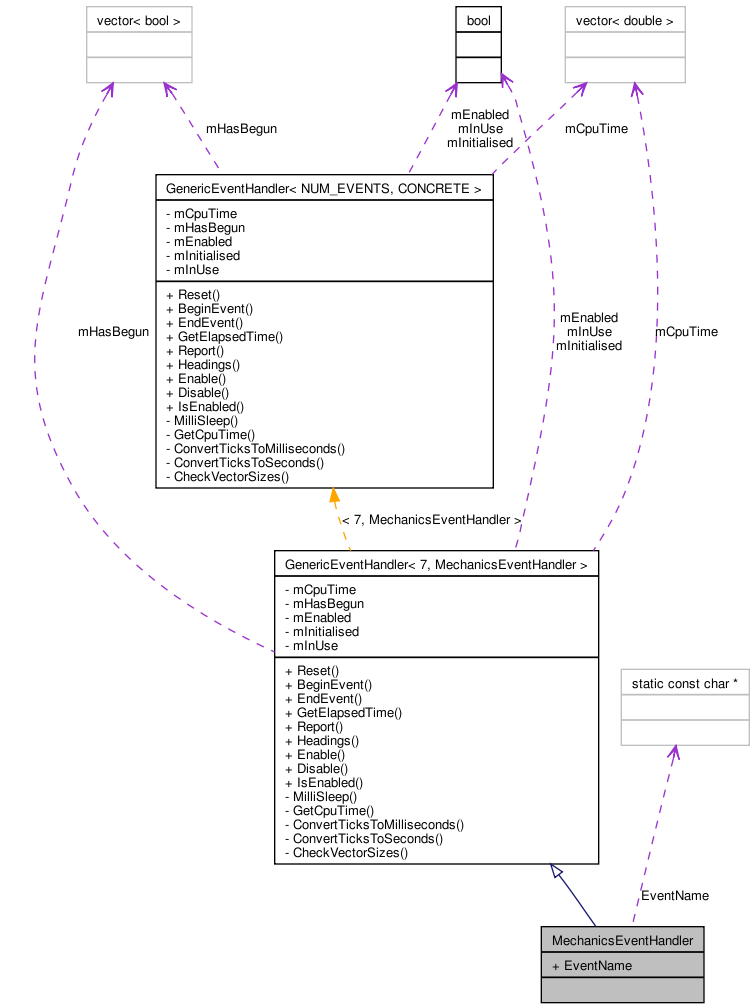 vector< bool >
bool
vector< double >
mHasBegun
mEnabled
mInUse
mInitialised
mCpuTime
GenericEventHandler< NUM_EVENTS, CONCRETE >
- mCpuTime
- mHasBegun
- mEnabled
- mInitialised
- mInUse
+ Reset()
+ BeginEvent()
+ EndEvent()
+ GetElapsedTime()
+ Report()
+ Headings()
+ Enable()
+ Disable()
+ IsEnabled()
- MilliSleep()
- GetCpuTime()
- ConvertTicksToMilliseconds()
- ConvertTicksToSeconds()
- CheckVectorSizes()
mHasBegun
mEnabled
mInUse
mInitialised
mCpuTime
< 7, MechanicsEventHandler >
GenericEventHandler< 7, MechanicsEventHandler >
- mCpuTime
- mHasBegun
- mEnabled
- mInitialised
- mInUse
+ Reset()
+ BeginEvent()
+ EndEvent()
+ GetElapsedTime()
+ Report()
+ Headings()
+ Enable()
+ Disable()
+ IsEnabled()
- MilliSleep()
- GetCpuTime()
- ConvertTicksToMilliseconds()
- ConvertTicksToSeconds()
- CheckVectorSizes()
static const char *
EventName
MechanicsEventHandler
+ EventName